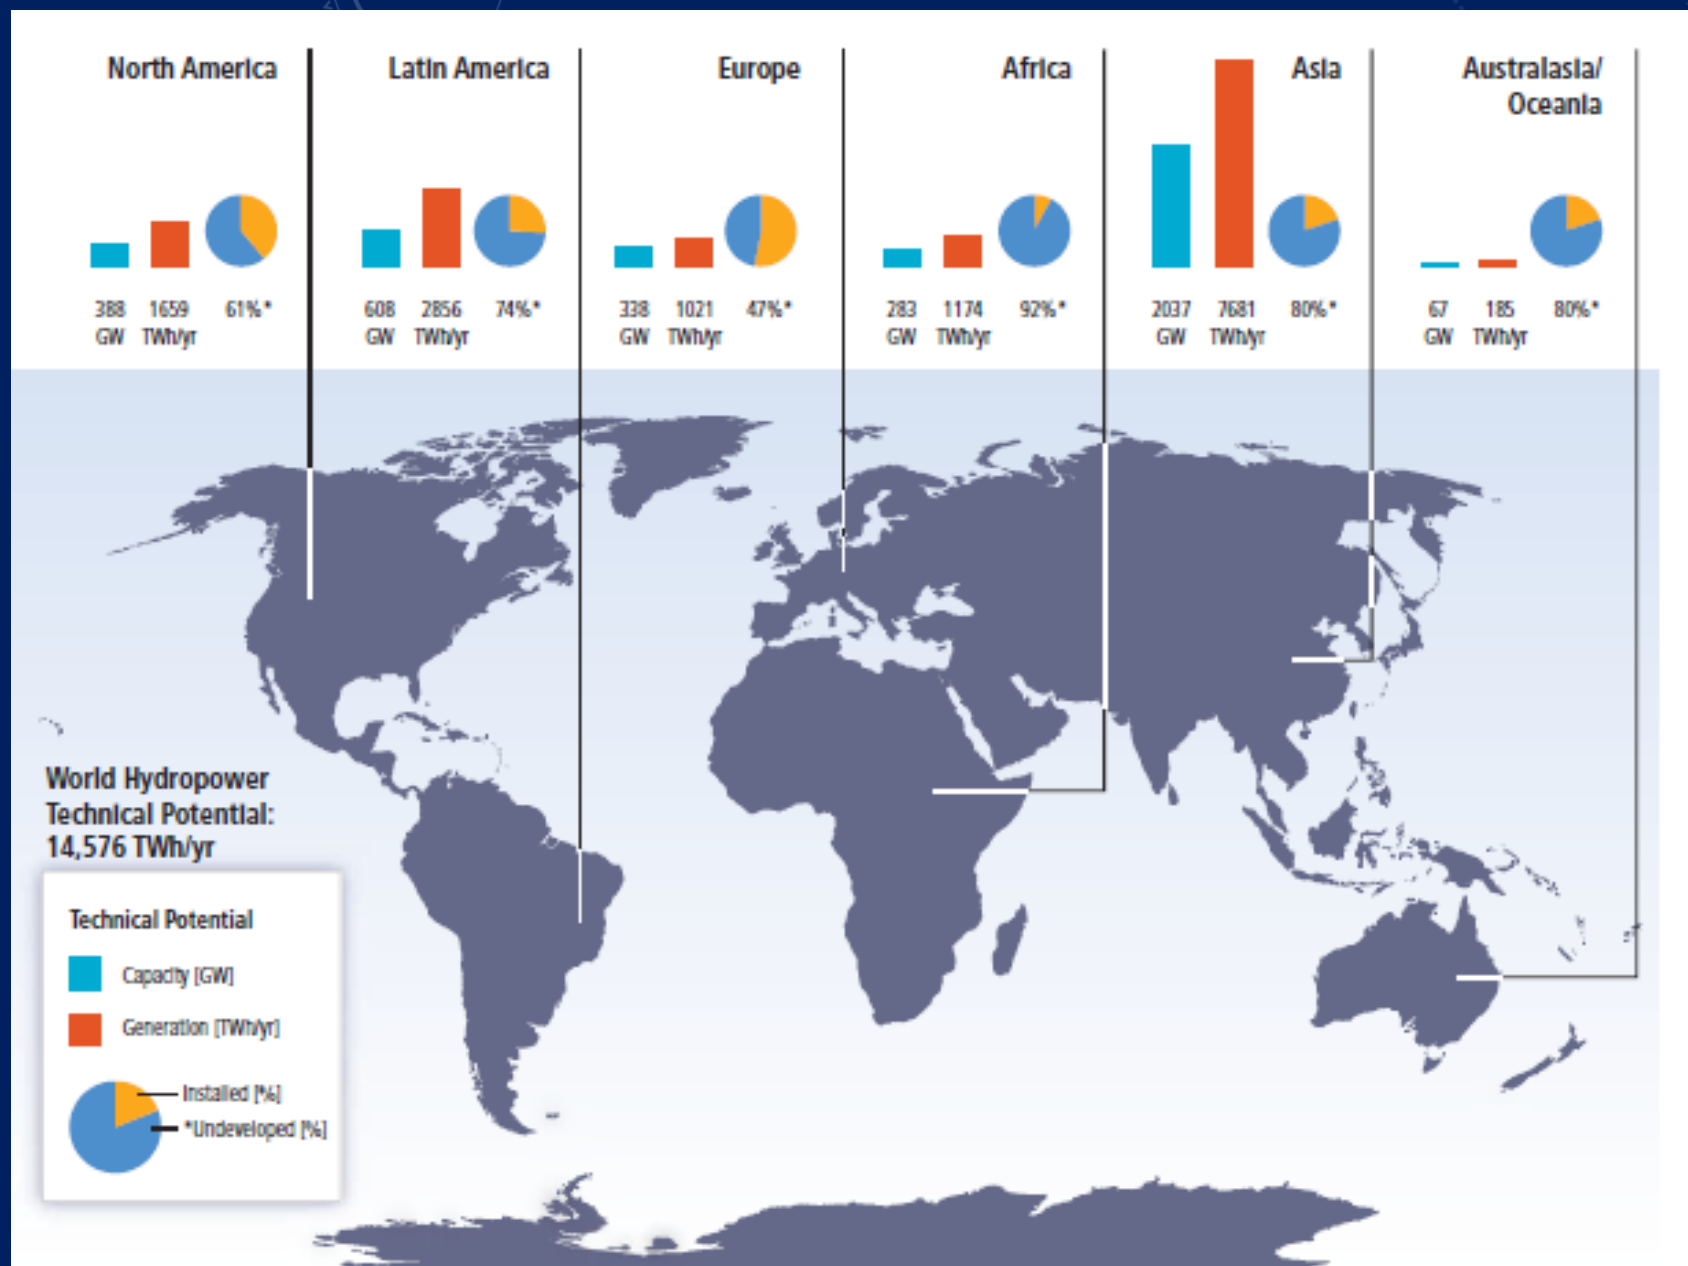 North America
Latin America
Europe
Africa
Asia
Australasia/
Oceania
388 1659 61%*
GW TWh/yr
608 2856 74%*
GW TWh/yr
338 1021 47%*
GW TWh/yr
283 1174 92%*
GW TWh/yr
2037 7681 80%*
GW TWh/yr
67 185 80%*
GW TWh/yr
World Hydropower
Technical Potential:
14,576 TWh/yr
Technical Potential
Capacity [GW]
Generation [TWh/yr]
Installed [%]
*Undeveloped [%]